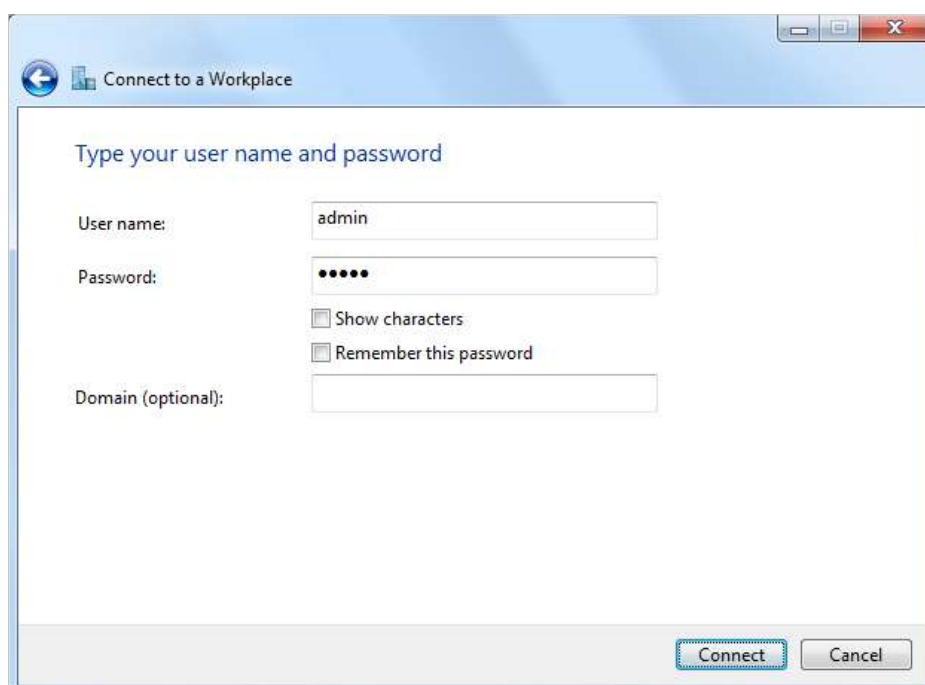 Connect to a Workplace
Type your user name and password
User name: admin
Password: •••••
Show characters
Remember this password
Domain (optional):
Connect Cancel